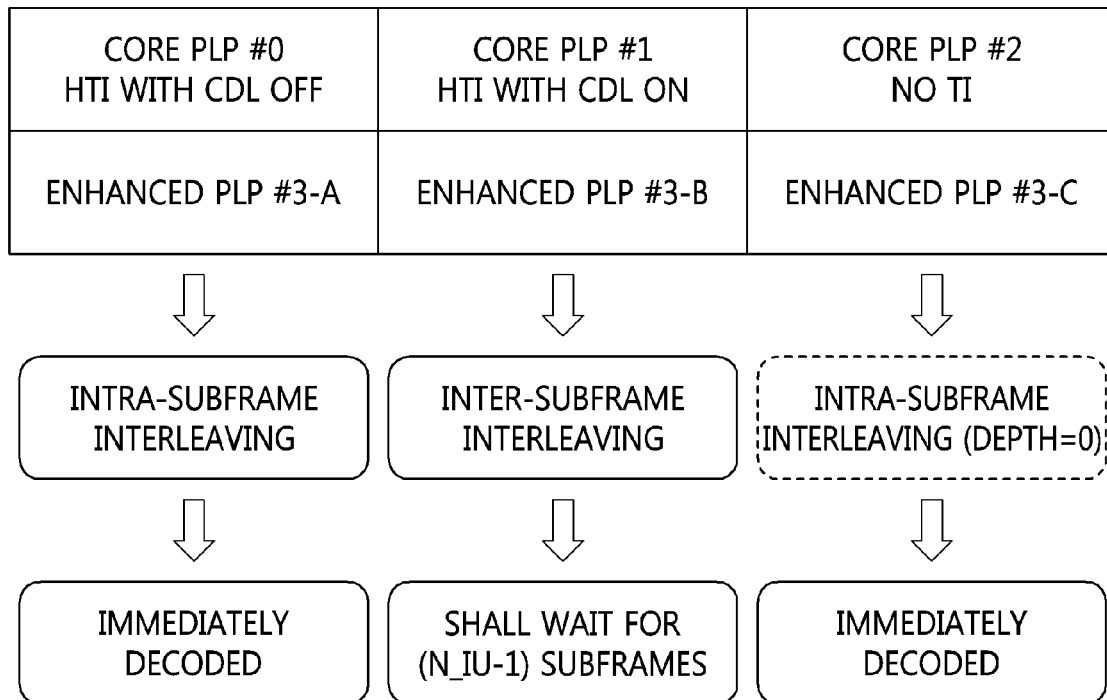 CORE PLP #0
HTI WITH CDL OFF
CORE PLP #1
HTI WITH CDL ON
CORE PLP #2
NO TI
ENHANCED PLP #3-A
ENHANCED PLP #3-B
ENHANCED PLP #3-C
INTRA-SUBFRAME
INTERLEAVING
INTER-SUBFRAME
INTERLEAVING
INTRA-SUBFRAME
INTERLEAVING (DEPTH=0)
IMMEDIATELY
DECODED
SHALL WAIT FOR
(N_IU-1) SUBFRAMES
IMMEDIATELY
DECODED